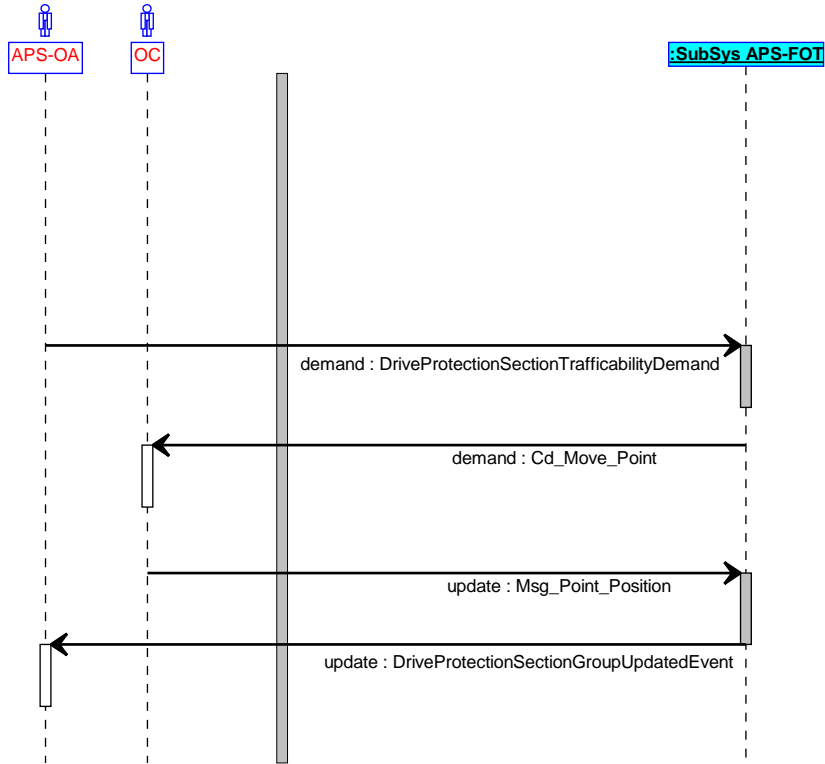 APS-OA
OC
:SubSys APS-FOT
demand : DriveProtectionSectionTrafficabilityDemand
demand : Cd_Move_Point
update : Msg_Point_Position
update : DriveProtectionSectionGroupUpdatedEvent